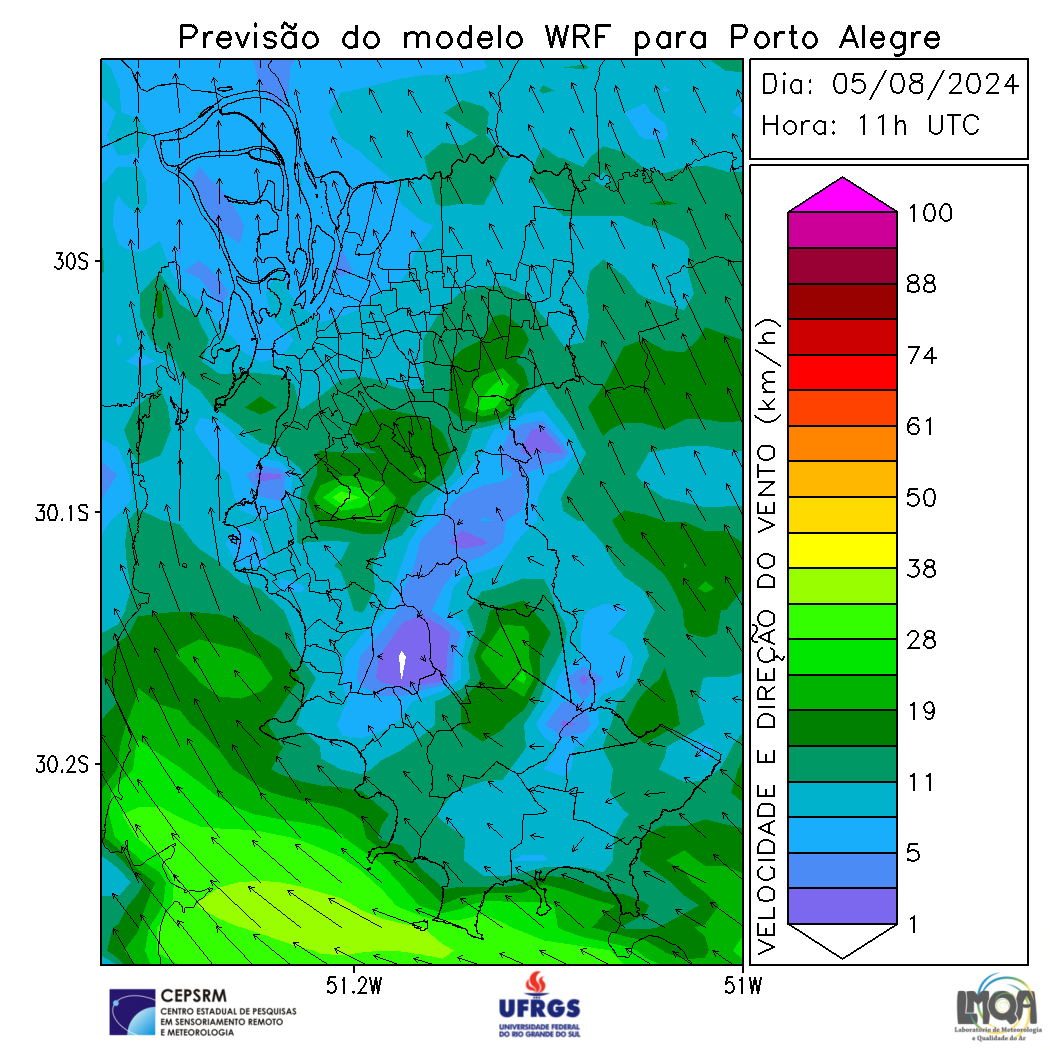 Previsão do modelo WRF para Porto Alegre
Dia: 05/08/2024
Hora: 11h UTC
30S
30.1S
30.2S
51.2W
51W
VELOCIDADE E DIREÇÃO DO VENTO (km/h)
100
88
74
61
50
38
28
19
11
5
1
CEPSRM
CENTRO ESTADUAL DE PESQUISAS
EM SENSORIAMENTO REMOTO
E METEOROLOGIA
UFRGS
UNIVERSIDADE FEDERAL
DO RIO GRANDE DO SUL
LMQA
Laboratório de Meteorologia
e Qualidade do Ar